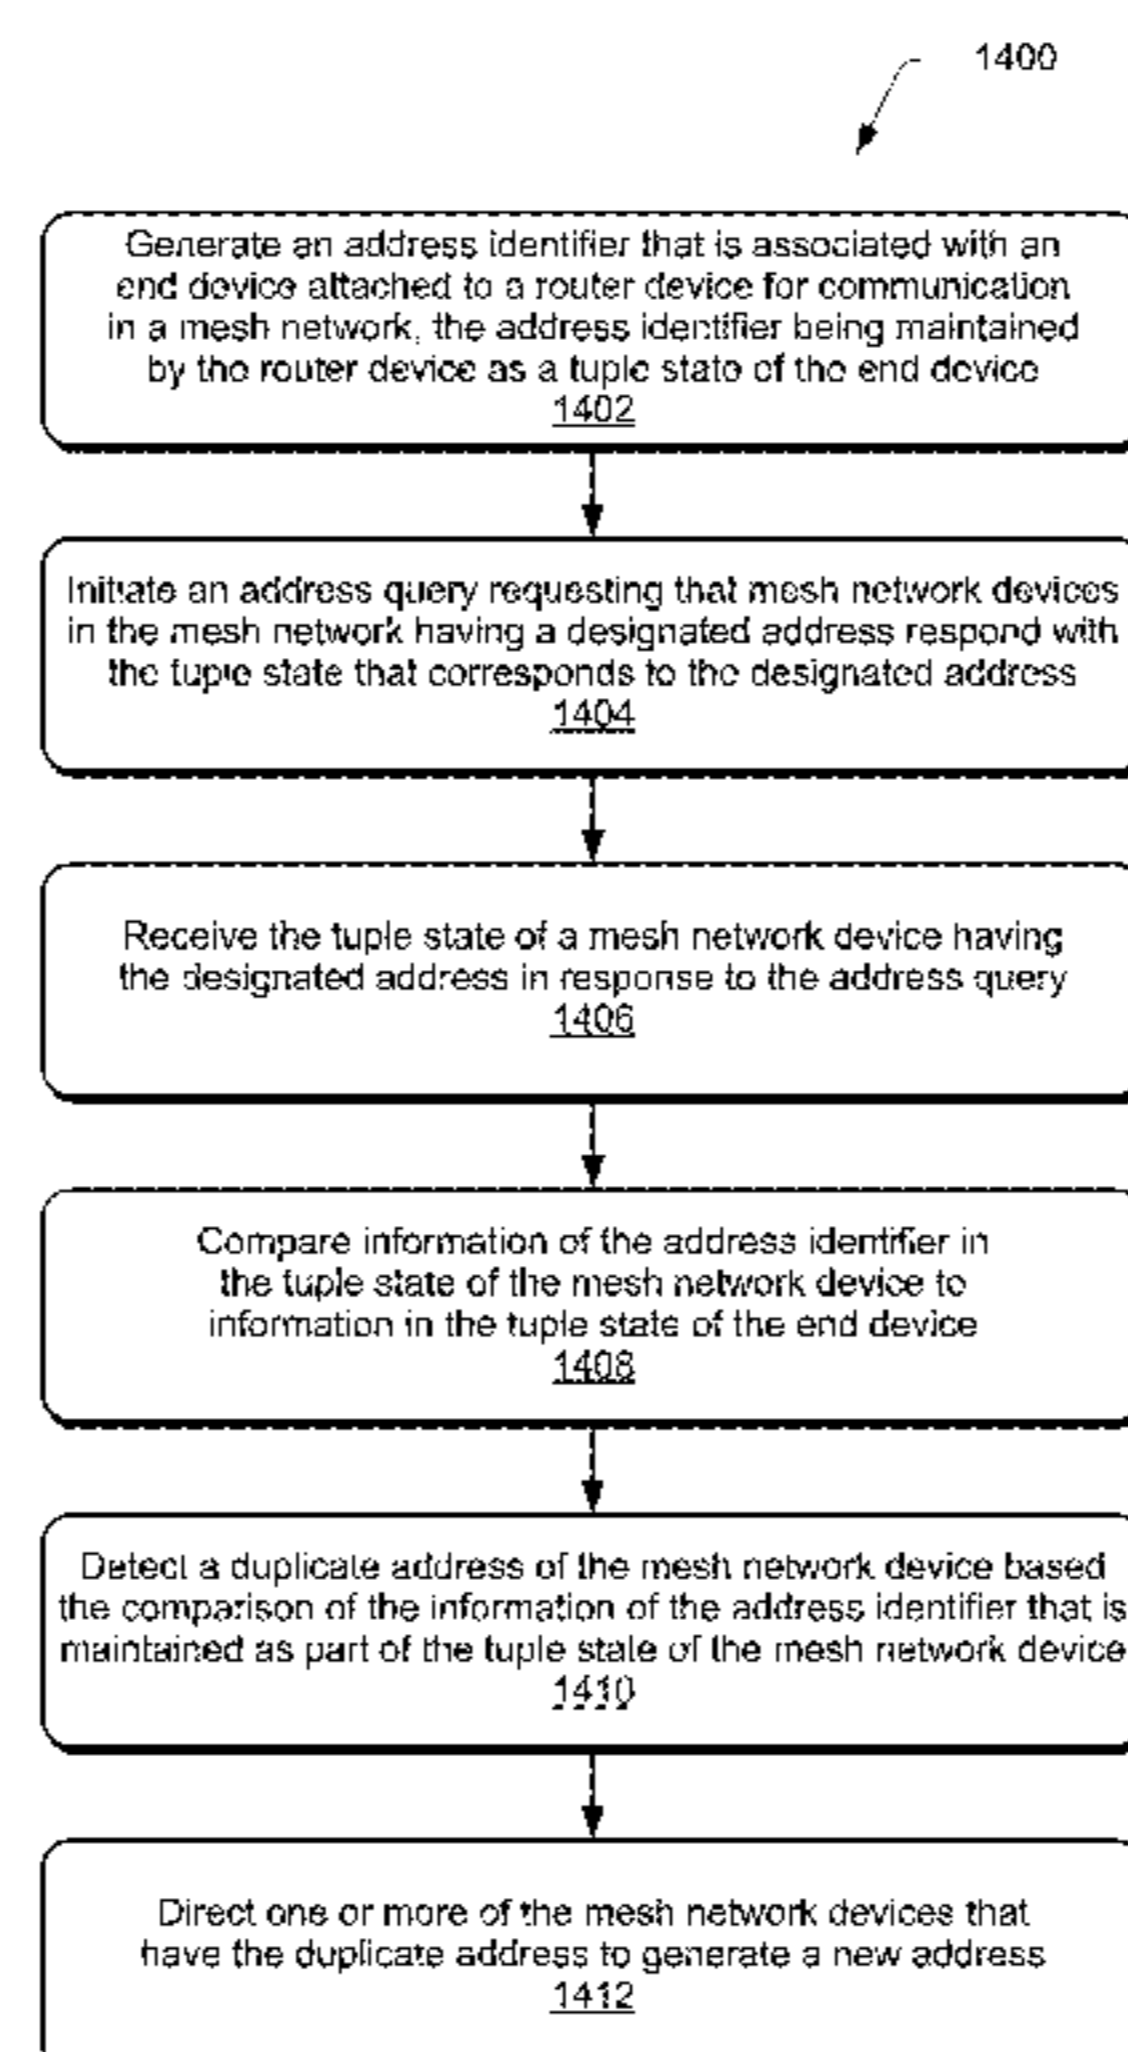 1400
Generate an address identifier that is associated with an
end device attached to a router device for communication
in a mesh network, the address identifier being maintained
by the router device as a tuple state of the end device
1402
Initiate an address query requesting that mesh network devices
in the mesh network having a designated address respond with
the tuple state that corresponds to the designated address
1404
Receive the tuple state of a mesh network device having
the designated address in response to the address query
1406
Compare information of the address identifier in
the tuple state of the mesh network device to
information in the tuple state of the end device
1408
Detect a duplicate address of the mesh network device based
the comparison of the information of the address identifier that is
maintained as part of the tuple state of the mesh network device
1410
Direct one or more of the mesh network devices that
have the duplicate address to generate a new address
1412